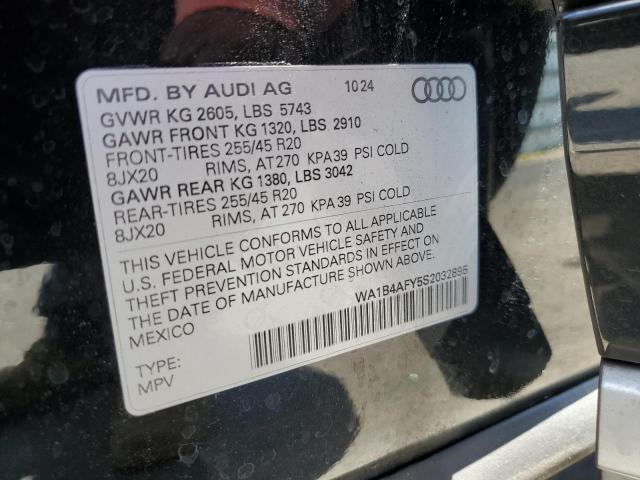 MFD. BY AUDI AG 10 24
GVWR KG 2605, LBS 5743
GAWR FRONT KG 1320, LBS 2910
FRONT-TIRES 255/45 R20
8JX20 RIMS, AT 270 KPA 39 PSI COLD
GAWR REAR KG 1380, LBS 3042
REAR-TIRES 255/45 R20
8JX20 RIMS, AT 270 KPA 39 PSI COLD
THIS VEHICLE CONFORMS TO ALL APPLICABLE
U.S. FEDERAL MOTOR VEHICLE SAFETY AND
THEFT PREVENTION STANDARDS IN EFFECT ON
THE DATE OF MANUFACTURE SHOWN ABOVE.
MEXICO
WA1B4AFY5S2032895
TYPE:
MPV